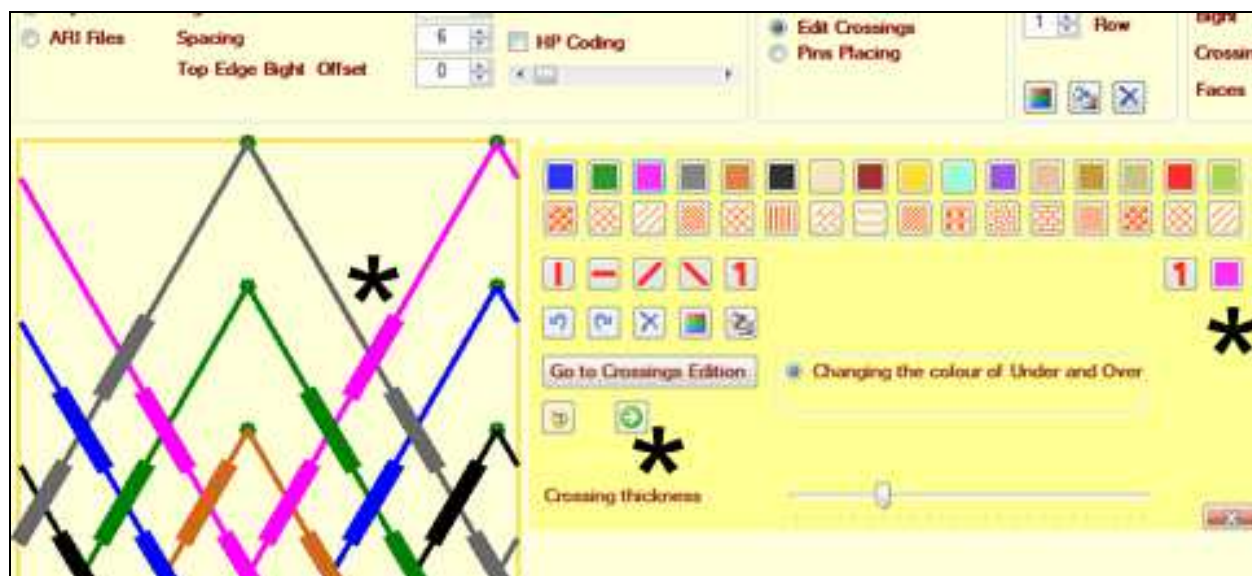 Bight
ARI Files Spacing 6 HP Coding Edit Crossings 1 Row
Top Edge Bight Offset 0 Pins Placing Crossin
Faces
*
1 1
*
Go to Crossings Edition Changing the colour of Under and Over
*
Crossing thickness